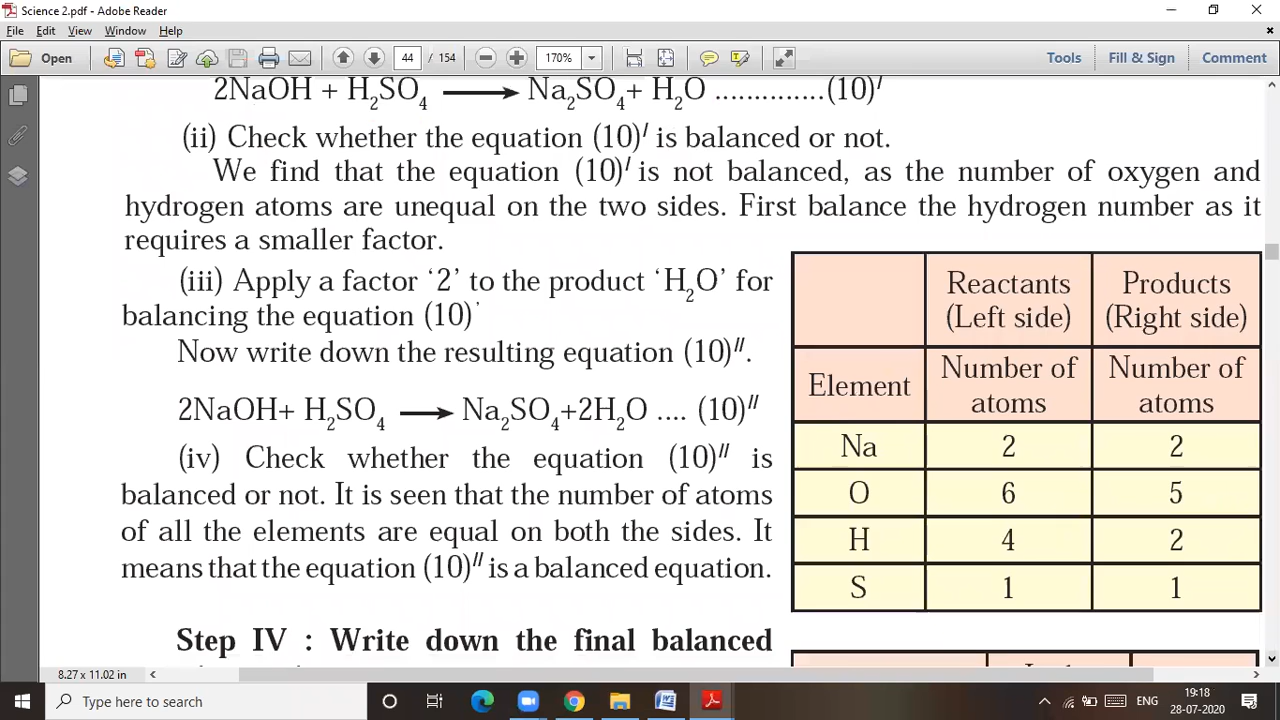 Science 2.pdf - Adobe Reader
File Edit View Window Help
Open 44 / 154 170% Tools Fill & Sign Comment
2NaOH + H₂SO₄ ⟶ Na₂SO₄+ H₂O ..............(10)ᴵ
(ii) Check whether the equation (10)ᴵ is balanced or not.
We find that the equation (10)ᴵ is not balanced, as the number of oxygen and
hydrogen atoms are unequal on the two sides. First balance the hydrogen number as it
requires a smaller factor.
(iii) Apply a factor ‘2’ to the product ‘H₂O’ for
balancing the equation (10)'
Now write down the resulting equation (10)ᴵᴵ.
2NaOH+ H₂SO₄ ⟶ Na₂SO₄+2H₂O .... (10)ᴵᴵ
(iv) Check whether the equation (10)ᴵᴵ is
balanced or not. It is seen that the number of atoms
of all the elements are equal on both the sides. It
means that the equation (10)ᴵᴵ is a balanced equation.
Step IV : Write down the final balanced
Reactants Products
(Left side) (Right side)
Element Number of atoms Number of atoms
Na 2 2
O 6 5
H 4 2
S 1 1
8.27 x 11.02 in
Type here to search
ENG
19:18
28-07-2020